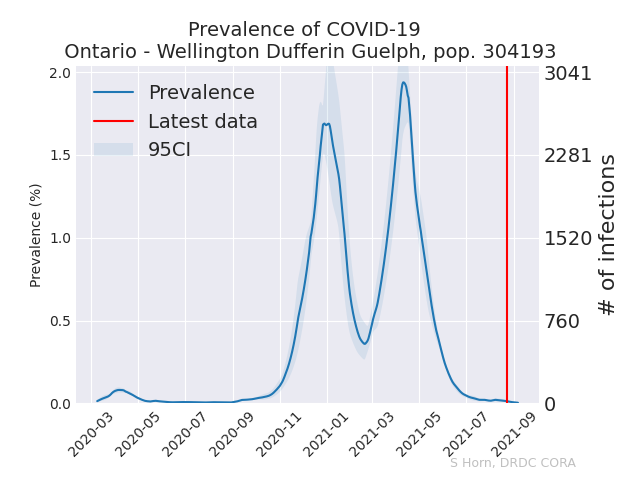 Prevalence of COVID-19
Ontario - Wellington Dufferin Guelph, pop. 304193
Prevalence
Latest data
95CI
Prevalence (%)
2.0
1.5
1.0
0.5
0.0
3041
2281
1520
760
0
# of infections
2020-03
2020-05
2020-07
2020-09
2020-11
2021-01
2021-03
2021-05
2021-07
2021-09
S Horn, DRDC CORA